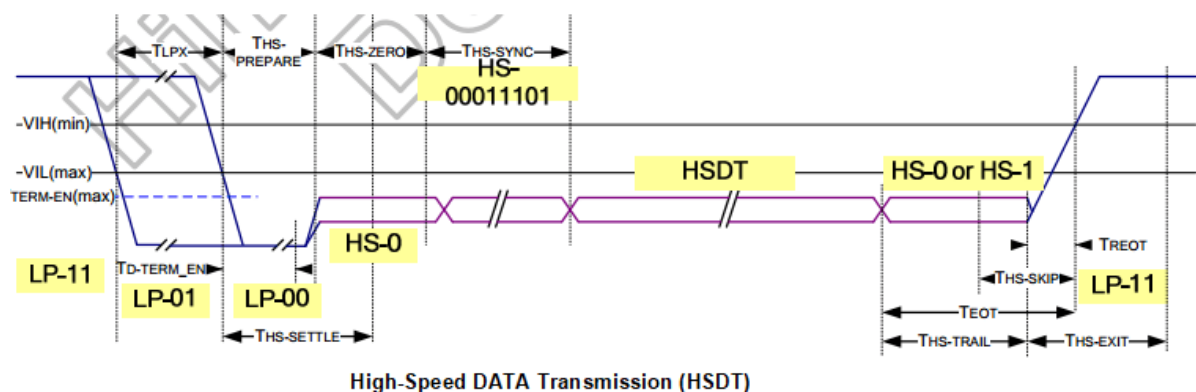 TLPX
THS-PREPARE
THS-ZERO
THS-SYNC
HS-
00011101
-VIH(min)
-VIL(max)
TERM-EN(max)
HSDT
HS-0 or HS-1
HS-0
TREOT
LP-11
TD-TERM_EN
THS-SKIP
LP-11
LP-01
LP-00
TEOT
THS-SETTLE
THS-TRAIL
THS-EXIT
High-Speed DATA Transmission (HSDT)